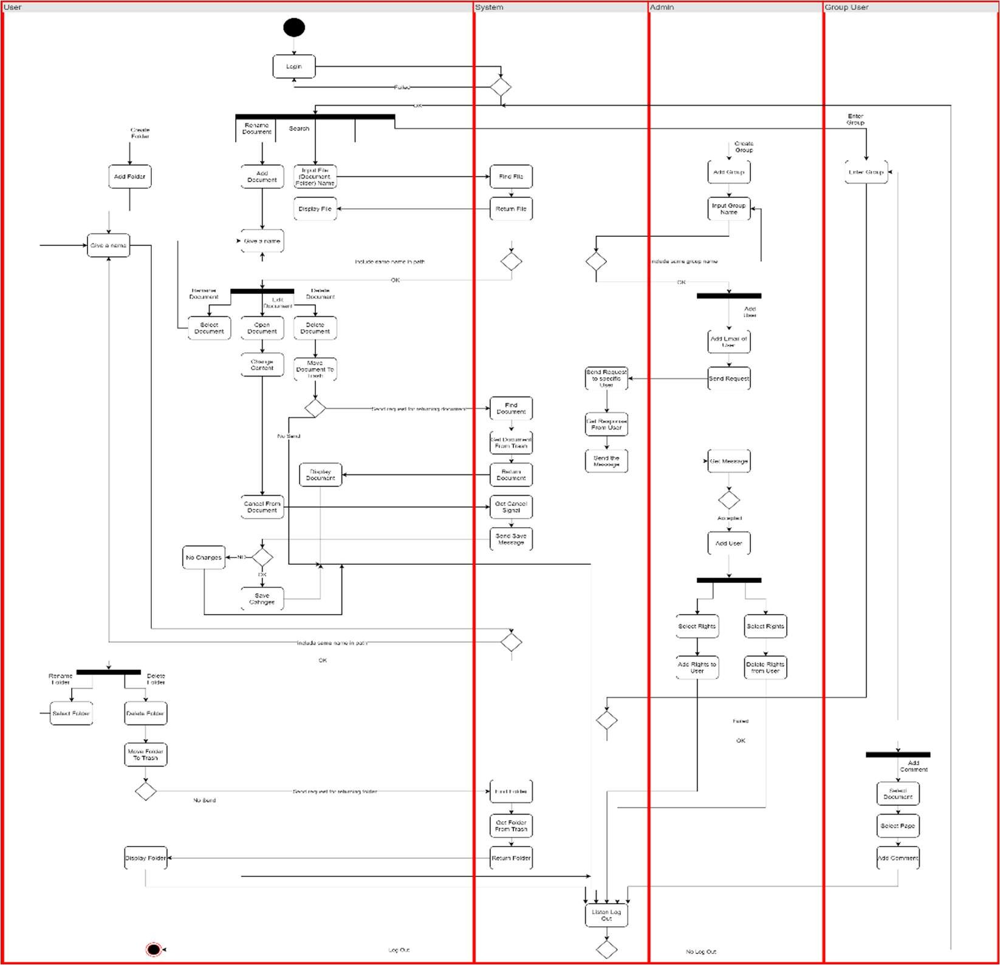 User
System
Admin
Group User
Login
Failed
OK
Rename
Document
Search
Enter
Group
Create
Folder
Create
Group
Add Folder
Add
Document
Input File
(Document,
Folder) Name
Find File
Add Group
Enter Group
Display File
Return File
Input Group
Name
Give a name
Give a name
Include same name in path
Include same group name
OK
OK
Rename
Document
Edit
Document
Delete
Document
Add
User
Select
Document
Open
Document
Delete
Document
Add Email of
User
Change
Content
Move
Document To
Trash
Send Request
to specific
User
Send Request
Send request for returning document
Find
Document
Get Response
From User
No Send
Get Document
From Trash
Send the
Message
Get Message
Display
Document
Return
Document
Cancel From
Document
Get Cancel
Signal
Accepted
Send Save
Message
Add User
No Changes
NO
OK
Save
Cahnges
Select Rights
Select Rights
Include same name in path
OK
Add Rights to
User
Delete Rights
from User
Rename
Folder
Delete
Folder
Select Folder
Delete Folder
Failed
OK
Move Folder
To Trash
Add
Comment
Send request for returning folder
No Send
Find Folder
Select
Document
Get Folder
From Trash
Select Page
Display Folder
Return Folder
Add Comment
Listen Log
Out
Log Out
No Log Out